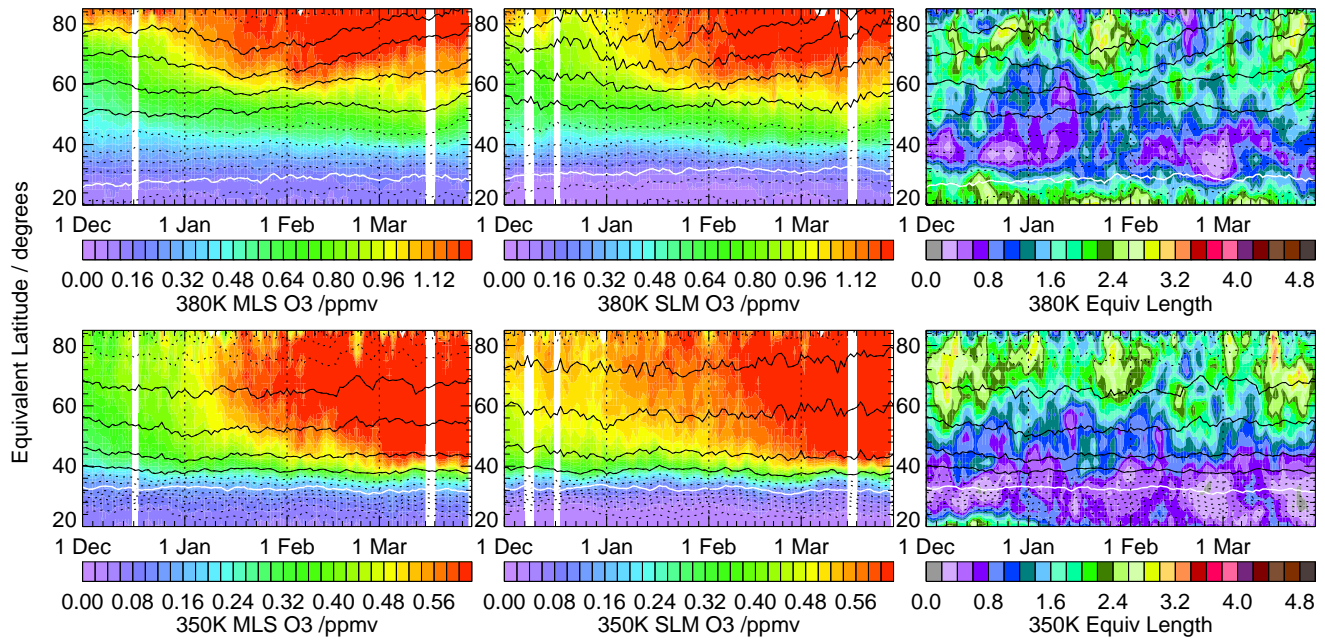 Equivalent Latitude / degrees
80 80 80
60 60 60
40 40 40
20 20 20
1 Dec 1 Jan 1 Feb 1 Mar 1 Dec 1 Jan 1 Feb 1 Mar 1 Dec 1 Jan 1 Feb 1 Mar
0.00 0.16 0.32 0.48 0.64 0.80 0.96 1.12 0.00 0.16 0.32 0.48 0.64 0.80 0.96 1.12 0.0 0.8 1.6 2.4 3.2 4.0 4.8
380K MLS O3 /ppmv 380K SLM O3 /ppmv 380K Equiv Length
80 80 80
60 60 60
40 40 40
20 20 20
1 Dec 1 Jan 1 Feb 1 Mar 1 Dec 1 Jan 1 Feb 1 Mar 1 Dec 1 Jan 1 Feb 1 Mar
0.00 0.08 0.16 0.24 0.32 0.40 0.48 0.56 0.00 0.08 0.16 0.24 0.32 0.40 0.48 0.56 0.0 0.8 1.6 2.4 3.2 4.0 4.8
350K MLS O3 /ppmv 350K SLM O3 /ppmv 350K Equiv Length